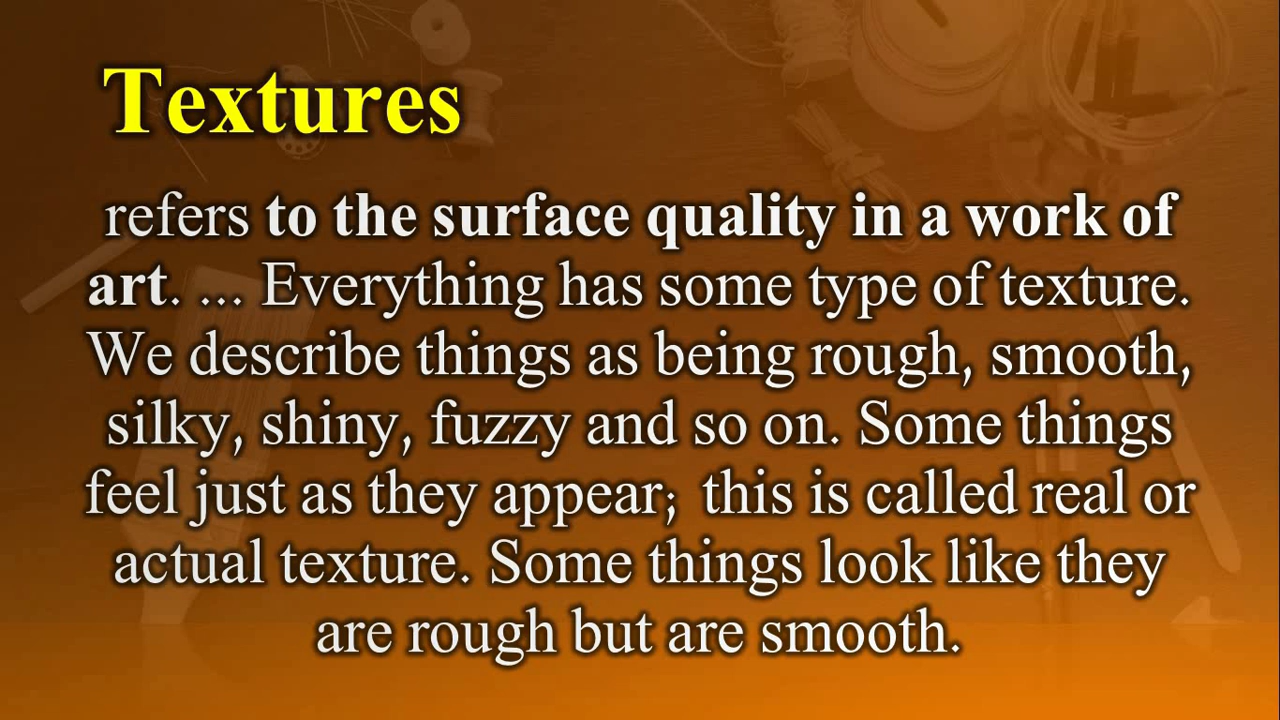 Textures
refers to the surface quality in a work of
art. ... Everything has some type of texture.
We describe things as being rough, smooth,
silky, shiny, fuzzy and so on. Some things
feel just as they appear; this is called real or
actual texture. Some things look like they
are rough but are smooth.